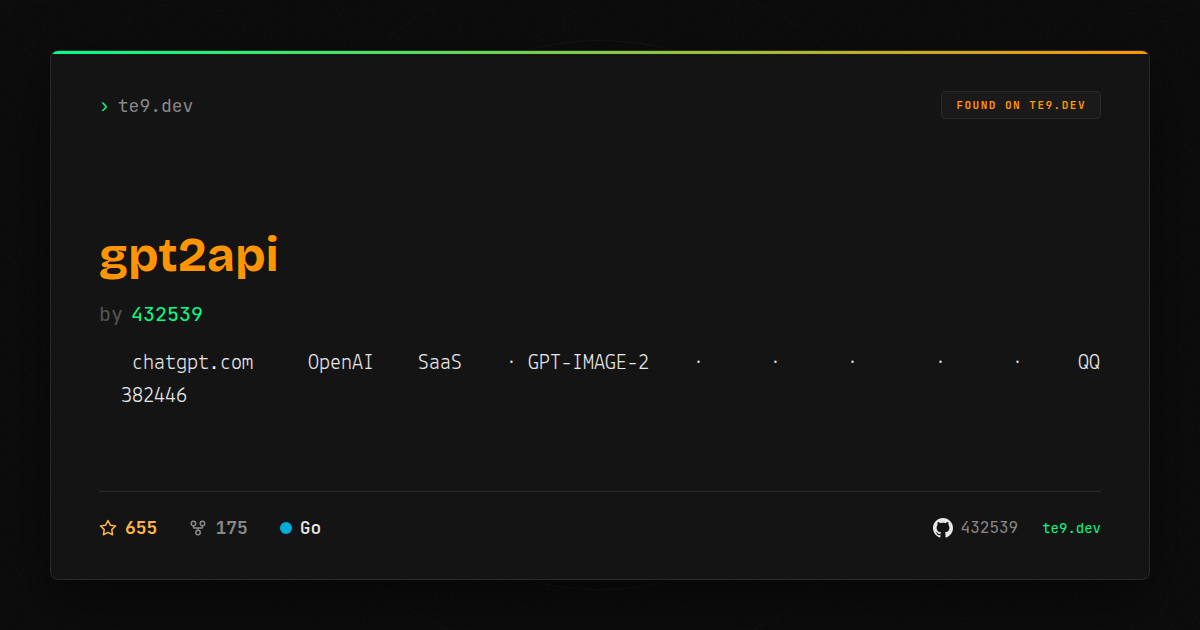 › te9.dev
FOUND ON TE9.DEV
gpt2api
by 432539
chatgpt.com OpenAI SaaS · GPT-IMAGE-2 · · · · · QQ
382446
655 175 Go
432539 te9.dev